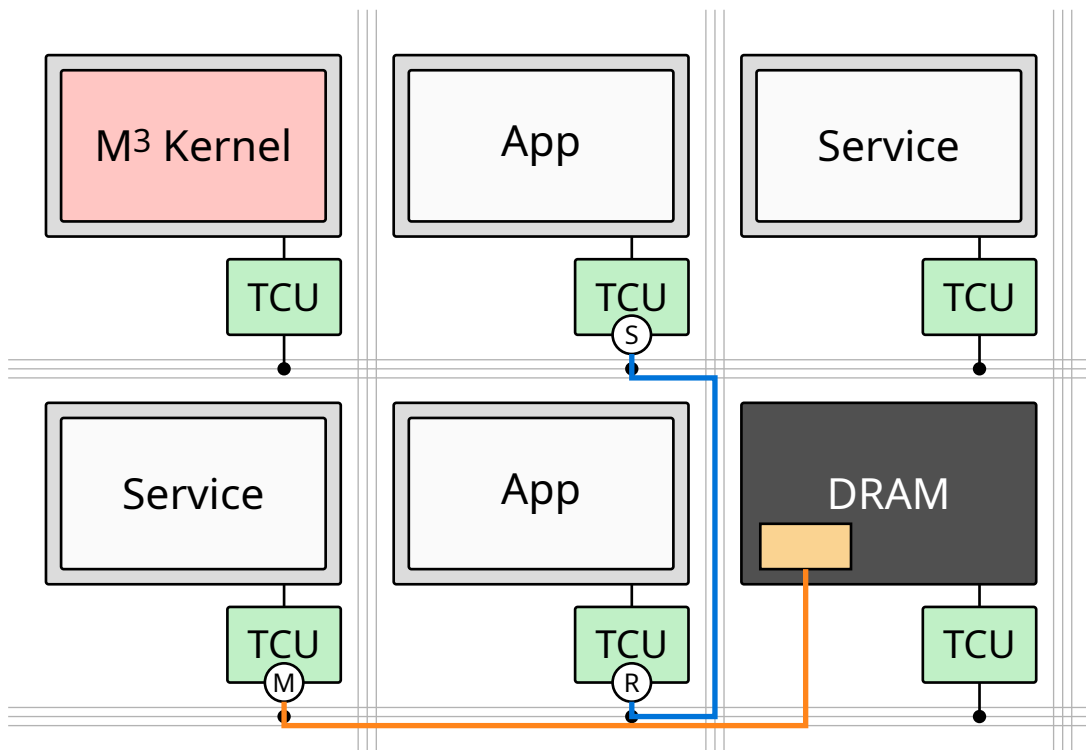 M³ Kernel
App
Service
TCU
TCU
TCU
S
Service
App
DRAM
TCU
TCU
TCU
M
R